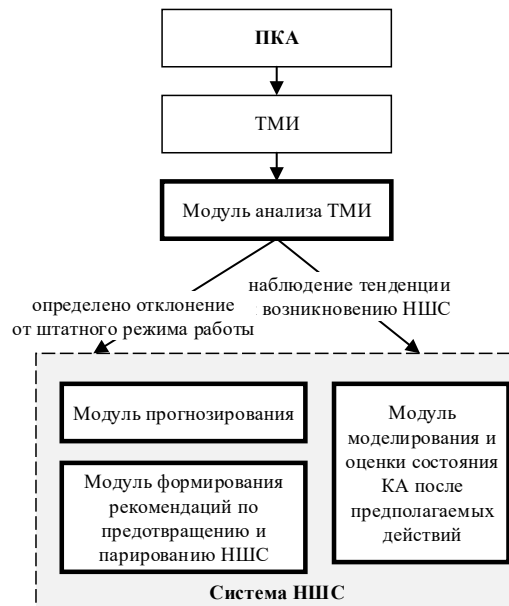 ПКА
ТМИ
Модуль анализа ТМИ
определено отклонение
от штатного режима работы
наблюдение тенденции
возникновению НШС
Модуль прогнозирования
Модуль формирования
рекомендаций по
предотвращению и
парированию НШС
Модуль
моделирования и
оценки состояния
КА после
предполагаемых
действий
Система НШС